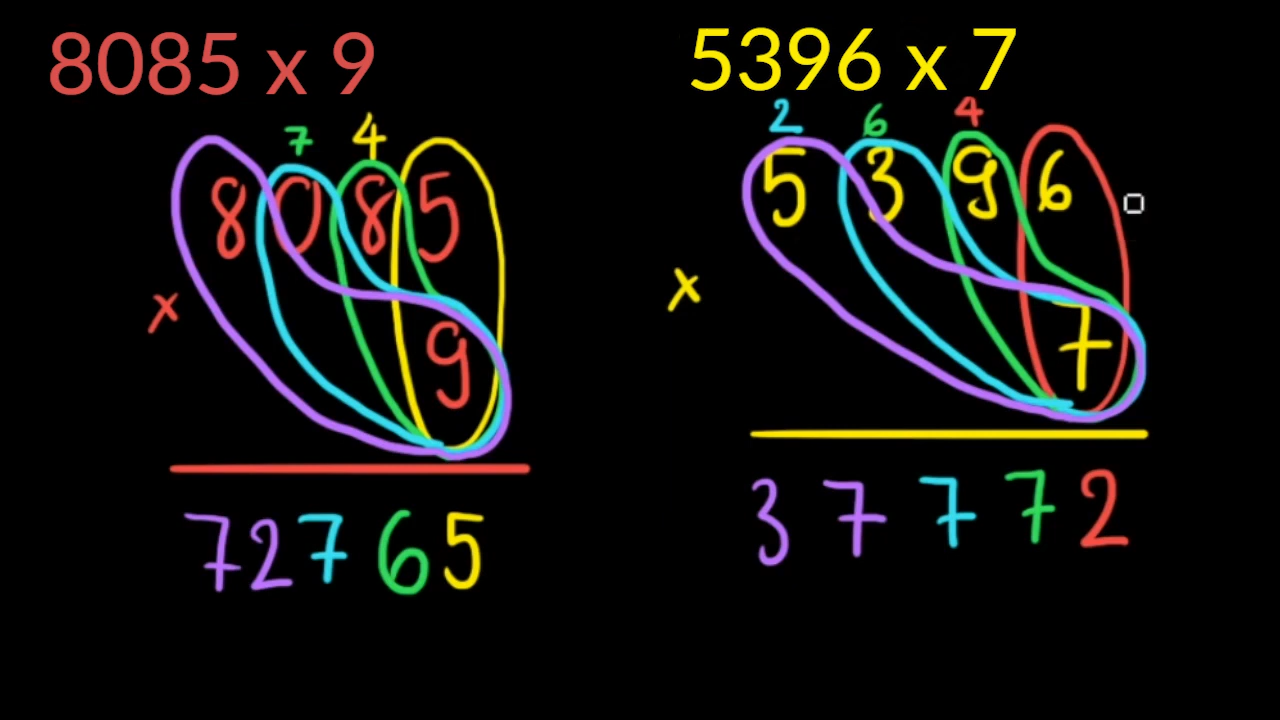 8085 x 9
7 4
8085
x 9
72765
5396 x 7
2 6 4
5396
x 7
37772